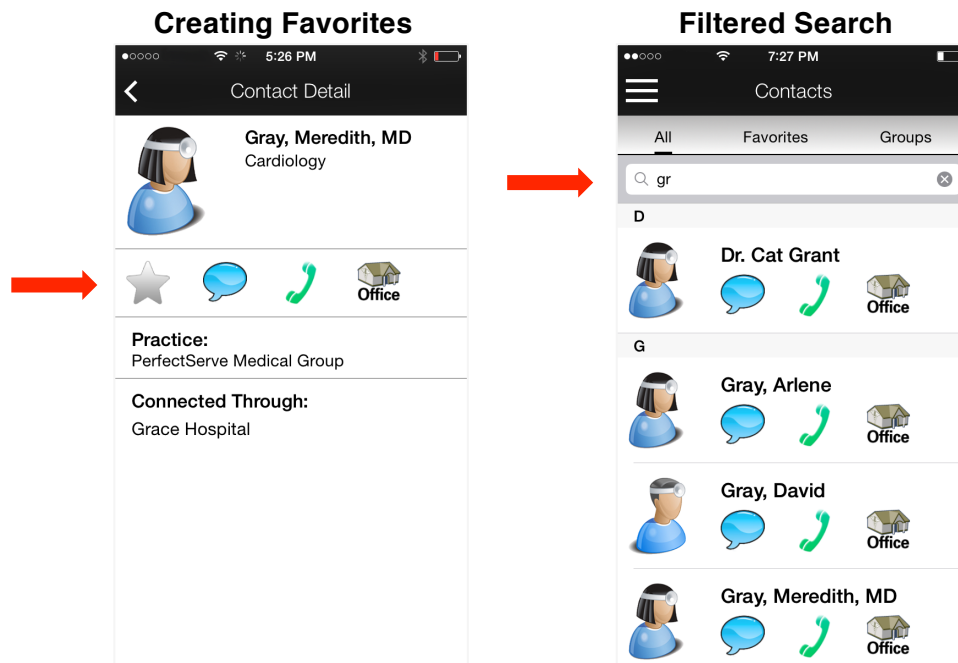 Creating Favorites
5:26 PM
Contact Detail
Gray, Meredith, MD
Cardiology
Office
Practice:
PerfectServe Medical Group
Connected Through:
Grace Hospital
Filtered Search
7:27 PM
Contacts
All Favorites Groups
gr
D
Dr. Cat Grant
Office
G
Gray, Arlene
Office
Gray, David
Office
Gray, Meredith, MD
Office